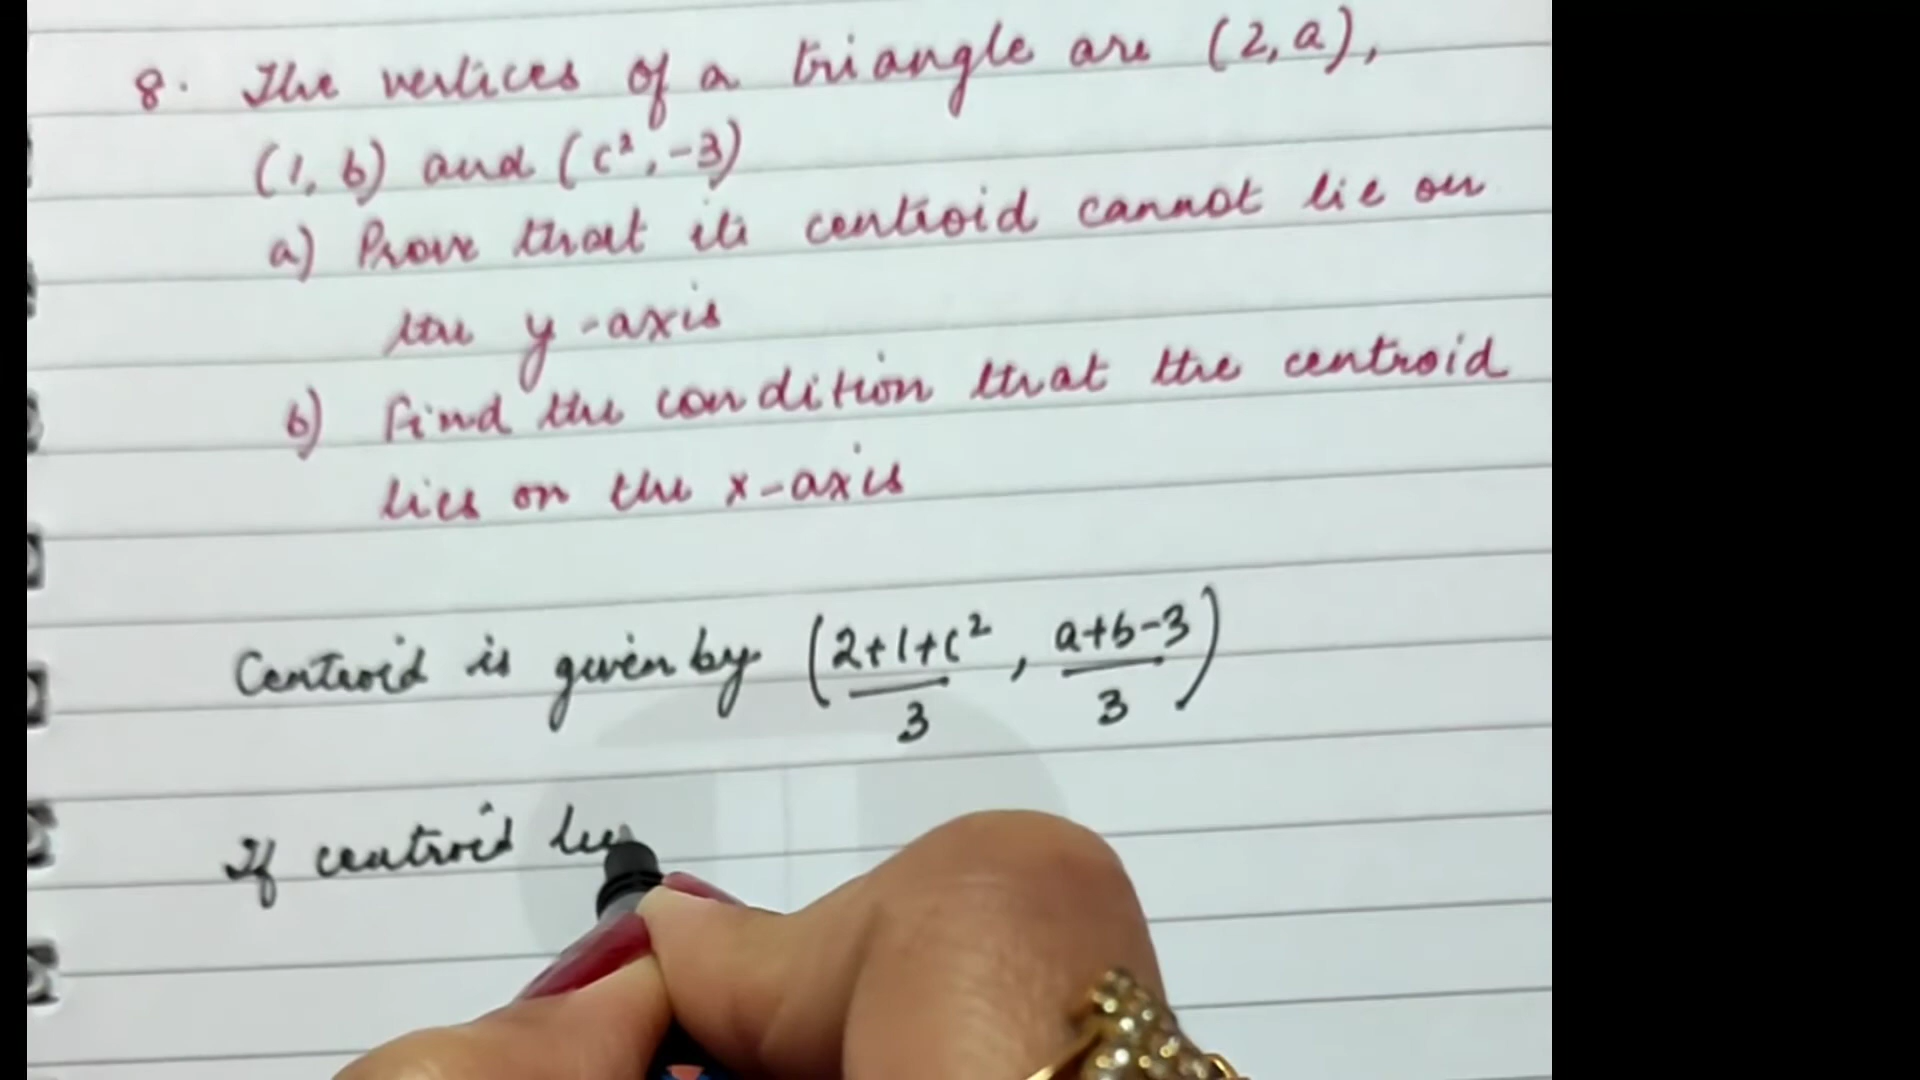 8. The vertices of a triangle are (2, a),
(1, b) and (c², -3)
a) Prove that its centroid cannot lie on
the y-axis
b) Find the condition that the centroid
lies on the x-axis
Centroid is given by ( 2+1+c² / 3 , a+b-3 / 3 )
If centroid